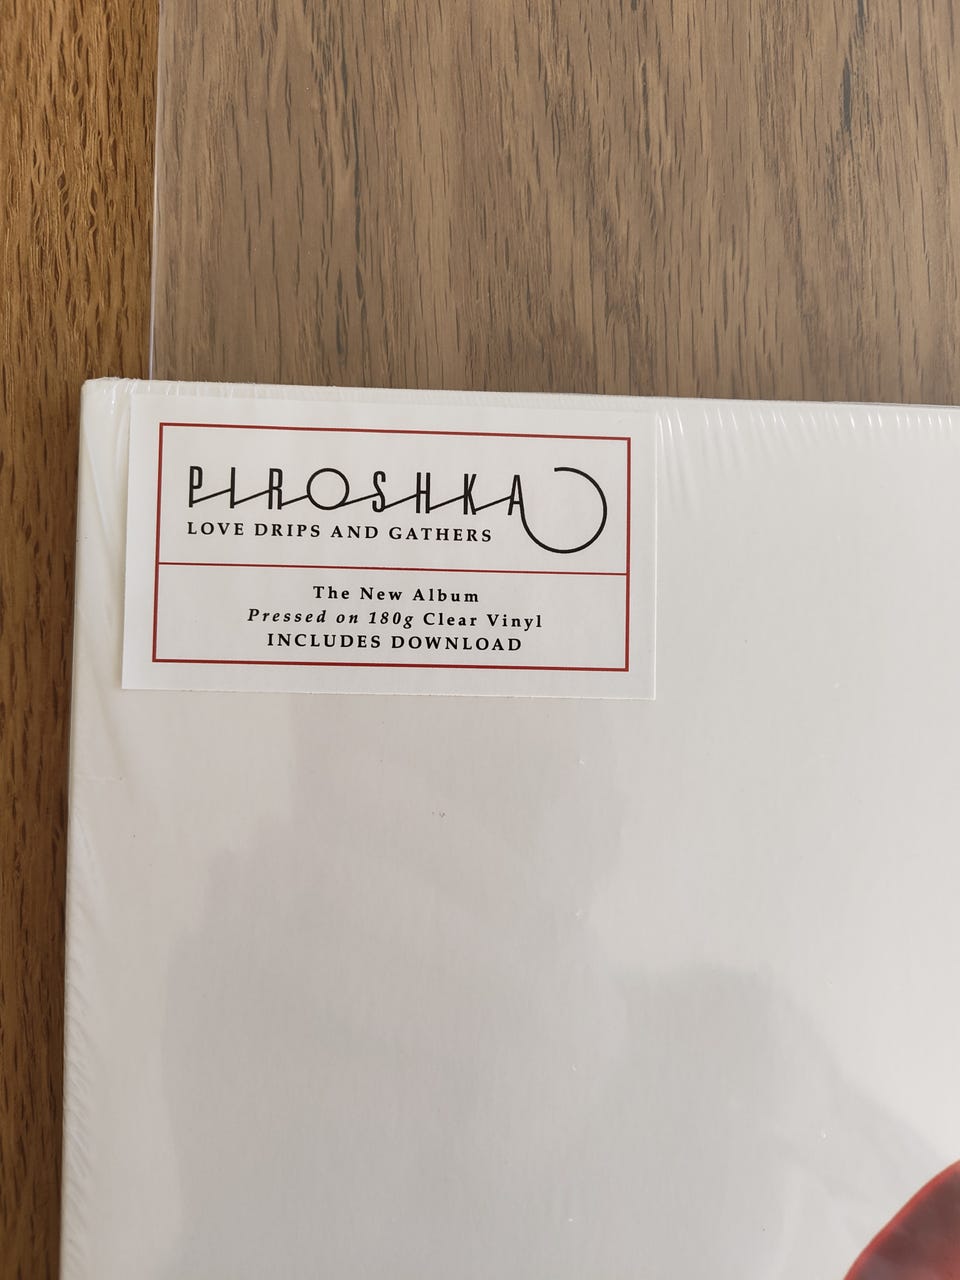 PIROSHKA
LOVE DRIPS AND GATHERS
The New Album
Pressed on 180g Clear Vinyl
INCLUDES DOWNLOAD